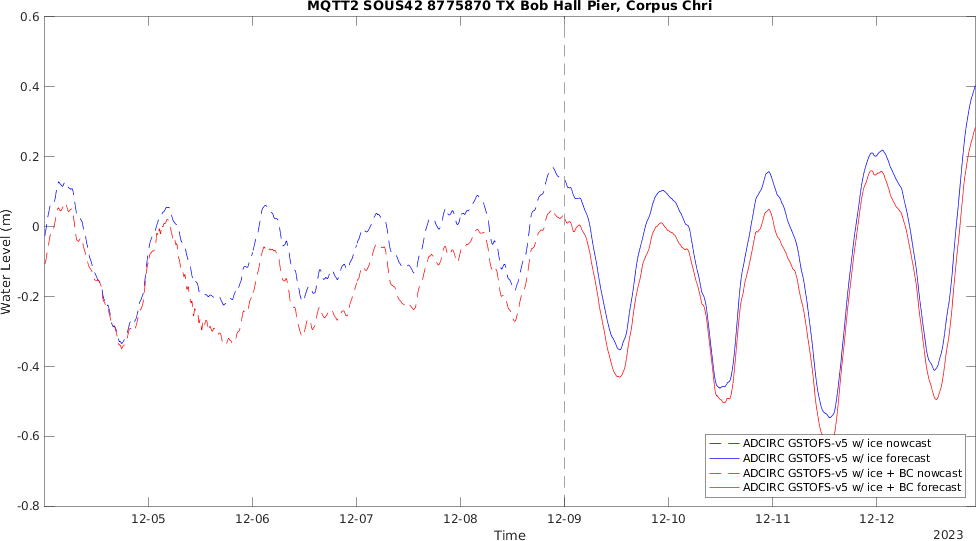 MQTT2 SOUS42 8775870 TX Bob Hall Pier, Corpus Chri
0.6
0.4
0.2
0
-0.2
-0.4
-0.6
-0.8
Water Level (m)
ADCIRC GSTOFS-v5 w/ ice nowcast
ADCIRC GSTOFS-v5 w/ ice forecast
ADCIRC GSTOFS-v5 w/ ice + BC nowcast
ADCIRC GSTOFS-v5 w/ ice + BC forecast
12-05 12-06 12-07 12-08 12-09 12-10 12-11 12-12
Time
2023